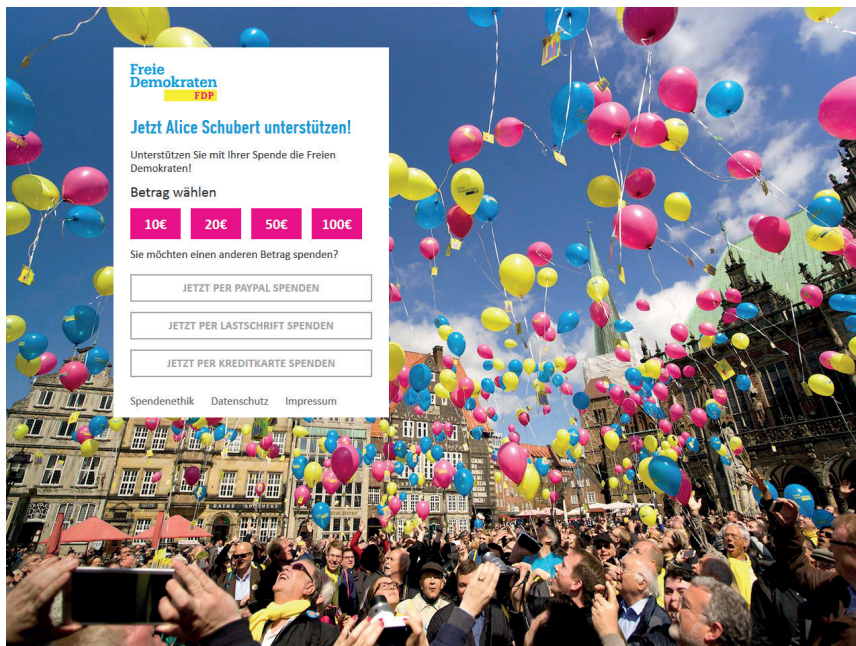 Freie
Demokraten
FDP
Jetzt Alice Schubert unterstützen!
Unterstützen Sie mit Ihrer Spende die Freien
Demokraten!
Betrag wählen
10€ 20€ 50€ 100€
Sie möchten einen anderen Betrag spenden?
JETZT PER PAYPAL SPENDEN
JETZT PER LASTSCHRIFT SPENDEN
JETZT PER KREDITKARTE SPENDEN
Spendenethik Datenschutz Impressum
RATHS APOTHEKE